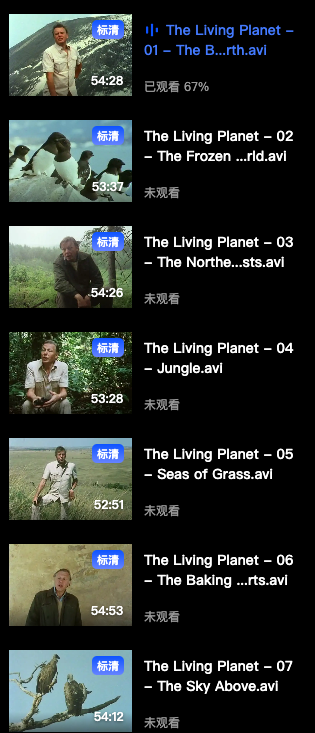 标清
54:28
The Living Planet – 01 – The B...rth.avi
已观看 67%
标清
53:37
The Living Planet – 02 – The Frozen ...rld.avi
未观看
标清
54:26
The Living Planet – 03 – The Northe...sts.avi
未观看
标清
53:28
The Living Planet – 04 – Jungle.avi
未观看
标清
52:51
The Living Planet – 05 – Seas of Grass.avi
未观看
标清
54:53
The Living Planet – 06 – The Baking ...rts.avi
未观看
标清
54:12
The Living Planet – 07 – The Sky Above.avi
未观看